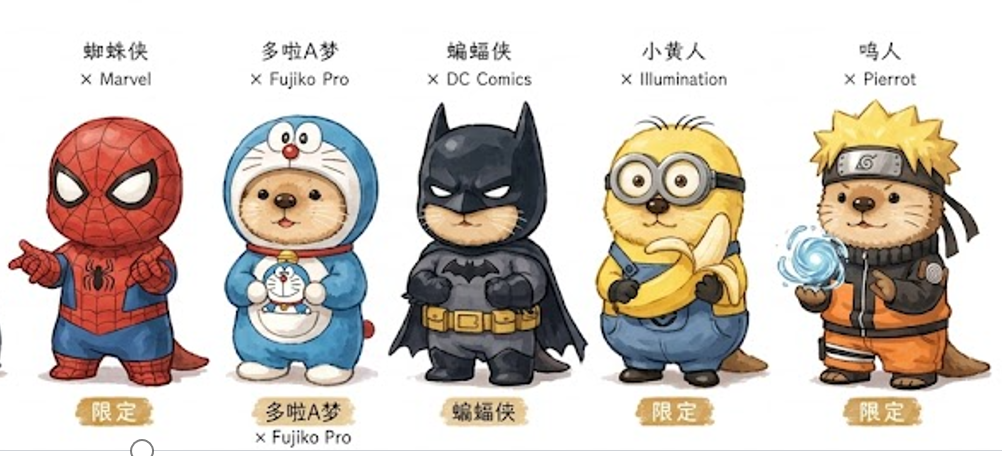 蜘蛛侠
× Marvel
多啦A梦
× Fujiko Pro
蝙蝠侠
× DC Comics
小黄人
× Illumination
鸣人
× Pierrot
限定
多啦A梦
× Fujiko Pro
蝙蝠侠
限定
限定